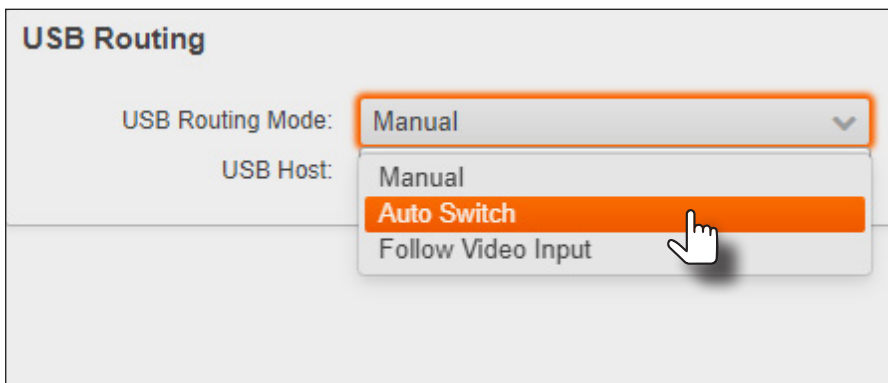 USB Routing
USB Routing Mode: Manual
USB Host:
Manual
Auto Switch
Follow Video Input